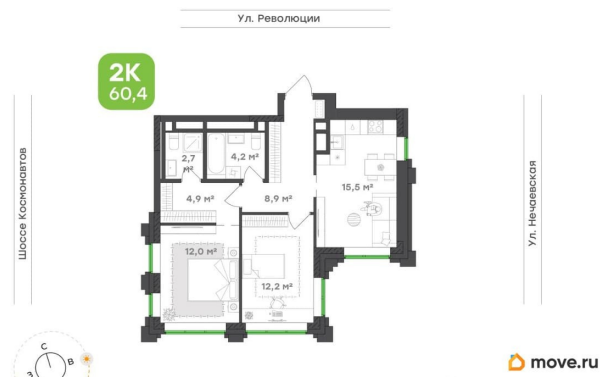 Ул. Революции
2К
60,4
Шоссе Космонавтов
Ул. Нечаевская
2,7 м²
4,2 м²
4,9 м²
8,9 м²
15,5 м²
12,0 м²
12,2 м²
С
В
З
move.ru